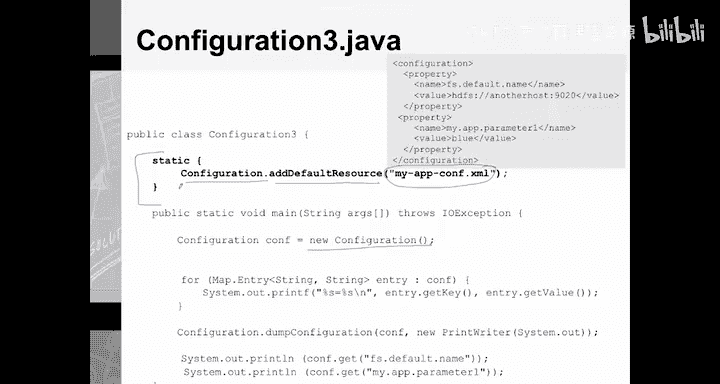 Configuration3.java
bilibili
<configuration>
<property>
<name>fs.default.name</name>
<value>hdfs://anotherhost:9020</value>
</property>
<property>
<name>my.app.parameter1</name>
<value>blue</value>
</property>
</configuration>
public class Configuration3 {
static {
Configuration.addDefaultResource("my-app-conf.xml");
}
public static void main(String args[]) throws IOException {
Configuration conf = new Configuration();
for (Map.Entry<String, String> entry : conf) {
System.out.printf("%s=%s\n", entry.getKey(), entry.getValue());
}
Configuration.dumpConfiguration(conf, new PrintWriter(System.out));
System.out.println (conf.get("fs.default.name"));
System.out.println (conf.get("my.app.parameter1"));